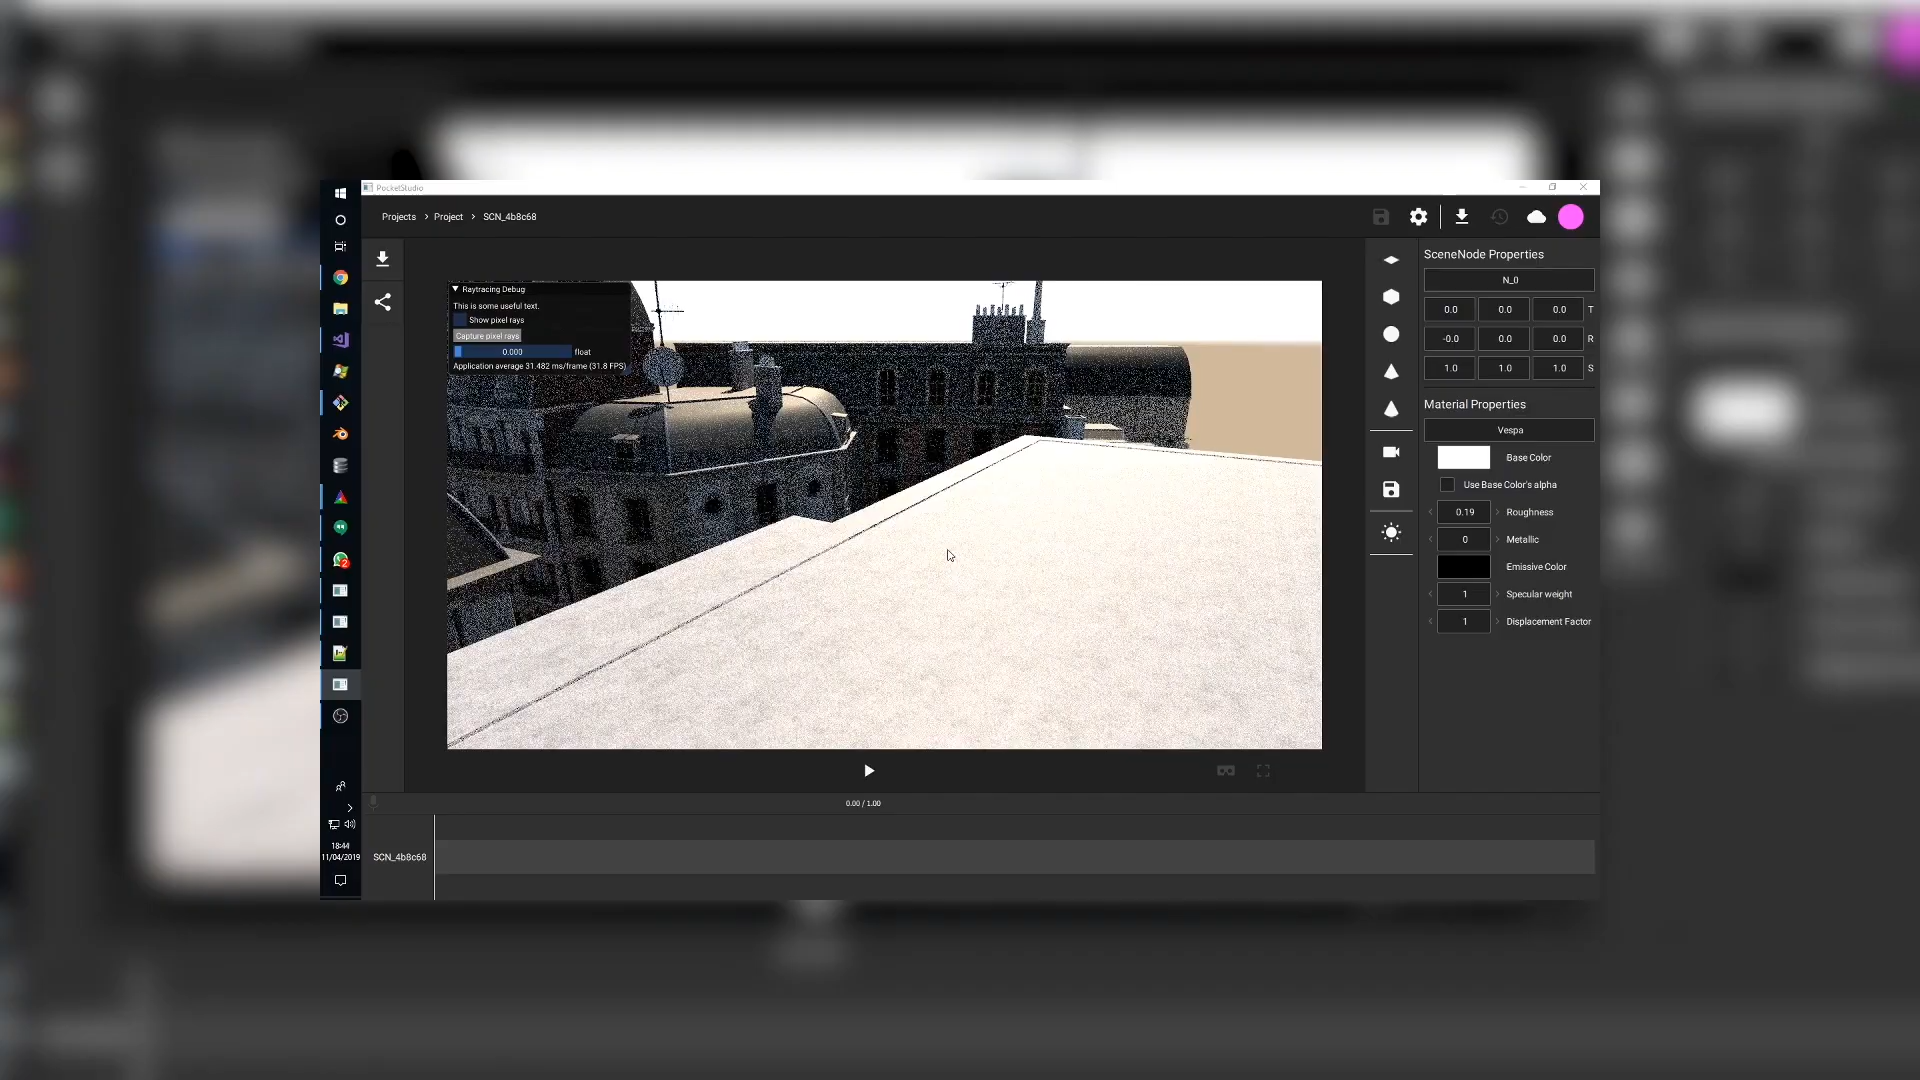 PocketStudio
Projects > Project > SCN_4b8c68
Raytracing Debug
This is some useful text.
Show pixel rays
Capture pixel rays
0.000 float
Application average 31.482 ms/frame (31.8 FPS)
SceneNode Properties
N_0
0.0 0.0 0.0 T
-0.0 0.0 0.0 R
1.0 1.0 1.0 S
Material Properties
Vespa
Base Color
Use Base Color's alpha
0.19 Roughness
0 Metallic
Emissive Color
1 Specular weight
1 Displacement Factor
2
0.00 / 1.00
18:44
11/04/2019
SCN_4b8c68